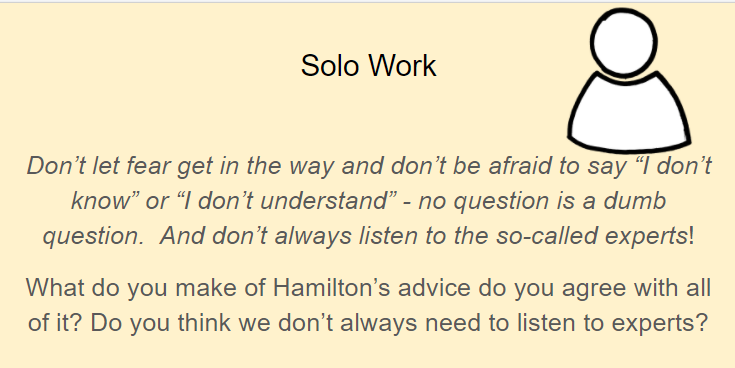 Solo Work
Don’t let fear get in the way and don’t be afraid to say “I don’t
know” or “I don’t understand” - no question is a dumb
question.  And don’t always listen to the so-called experts!
What do you make of Hamilton’s advice do you agree with all
of it? Do you think we don’t always need to listen to experts?